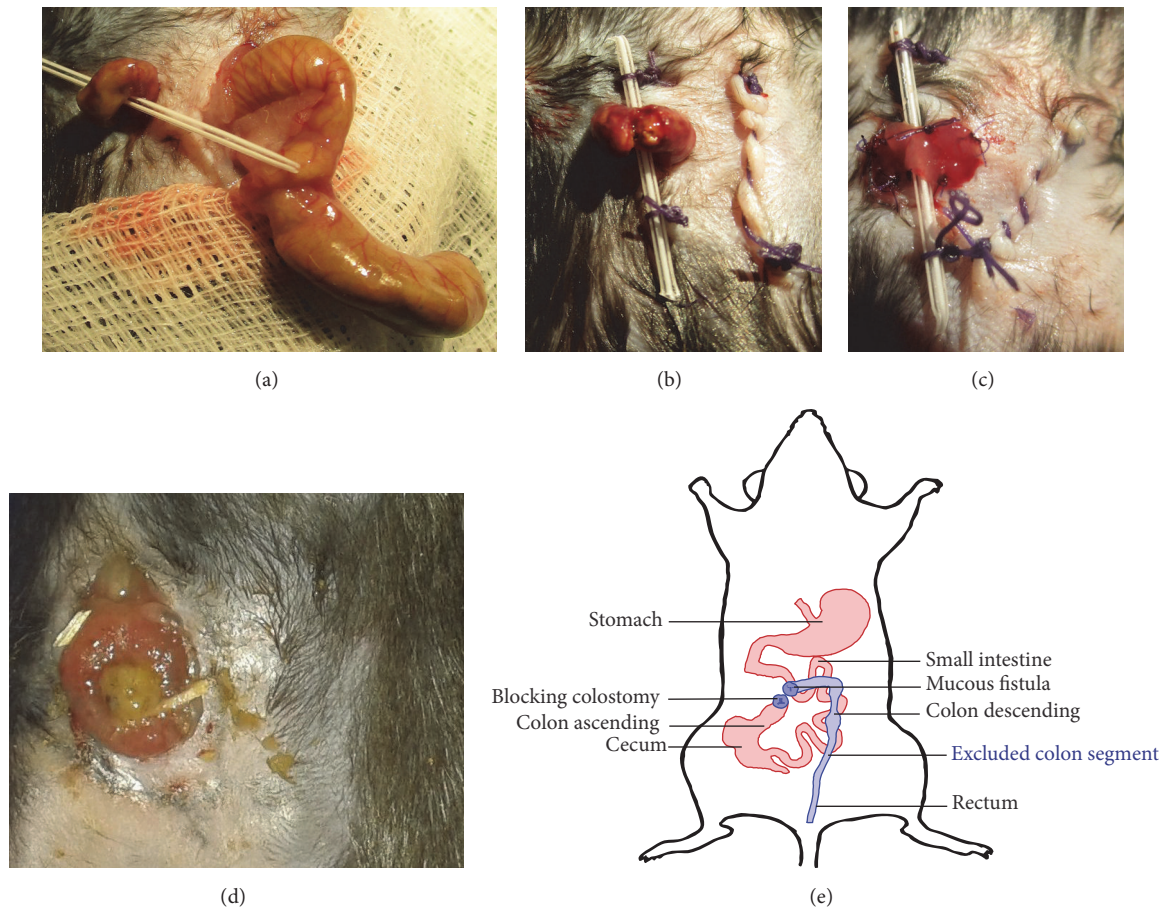 (a)
(b)
(c)
(d)
Stomach
Small intestine
Mucous fistula
Blocking colostomy
Colon ascending
Colon descending
Cecum
Excluded colon segment
Rectum
(e)